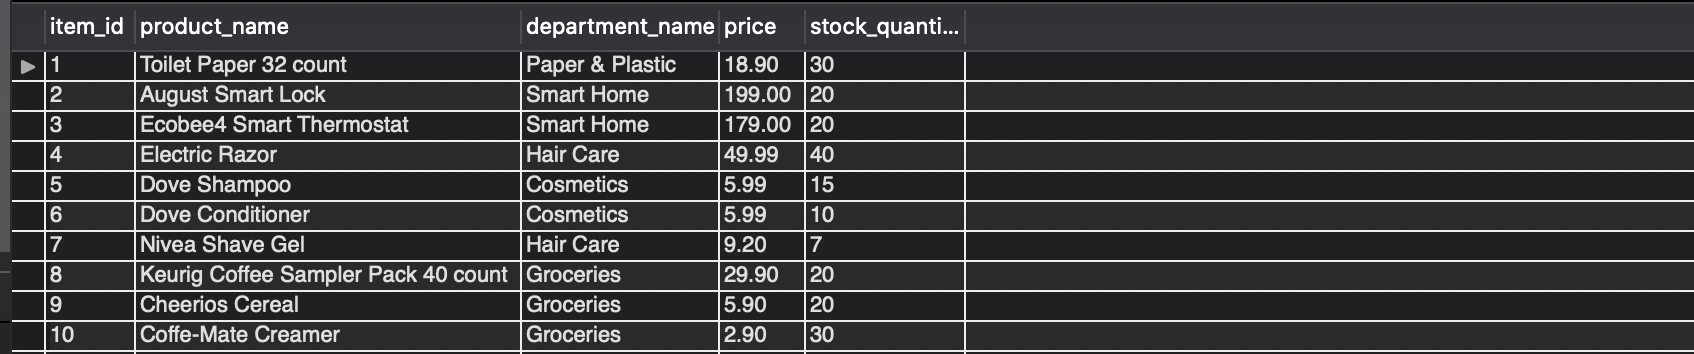 item_id product_name department_name price stock_quanti...
1 Toilet Paper 32 count Paper & Plastic 18.90 30
2 August Smart Lock Smart Home 199.00 20
3 Ecobee4 Smart Thermostat Smart Home 179.00 20
4 Electric Razor Hair Care 49.99 40
5 Dove Shampoo Cosmetics 5.99 15
6 Dove Conditioner Cosmetics 5.99 10
7 Nivea Shave Gel Hair Care 9.20 7
8 Keurig Coffee Sampler Pack 40 count Groceries 29.90 20
9 Cheerios Cereal Groceries 5.90 20
10 Coffe-Mate Creamer Groceries 2.90 30